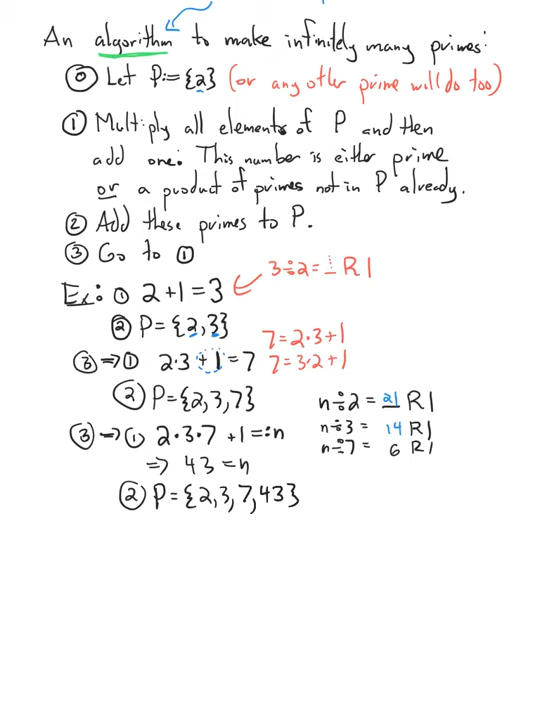 An algorithm to make infinitely many primes:
⓪ Let P:={2} (or any other prime will do too)
① Multiply all elements of P and then
add one: This number is either prime
or a product of primes not in P already.
② Add these primes to P.
③ Go to ①
3÷2=1 R1
Ex: ① 2+1=3
② P={2,3}
7=2·3+1
③ ⇒ ① 2·3+1=7
7=3·2+1
② P={2,3,7}
n÷2=21 R1
③ → ① 2·3·7 +1=:n
n÷3= 14 R1
n÷7= 6 R1
⇒ 43=n
② P={2,3,7,43}